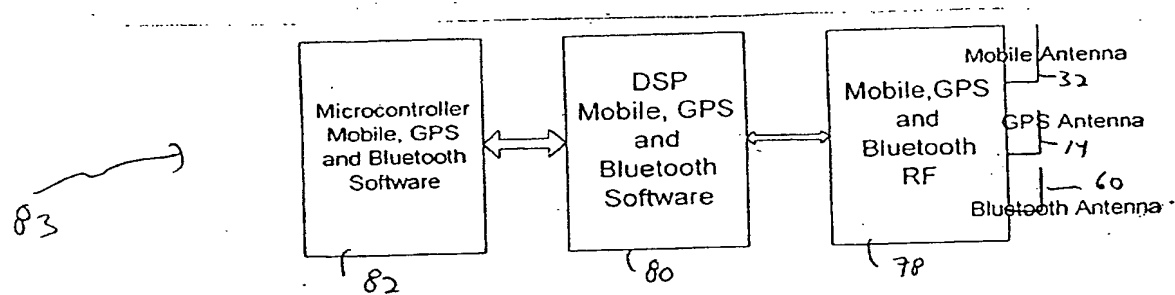 Microcontroller
Mobile, GPS
and Bluetooth
Software
82
DSP
Mobile, GPS
and
Bluetooth
Software
80
Mobile,GPS
and
Bluetooth
RF
78
Mobile Antenna
32
GPS Antenna
14
60
Bluetooth Antenna
83